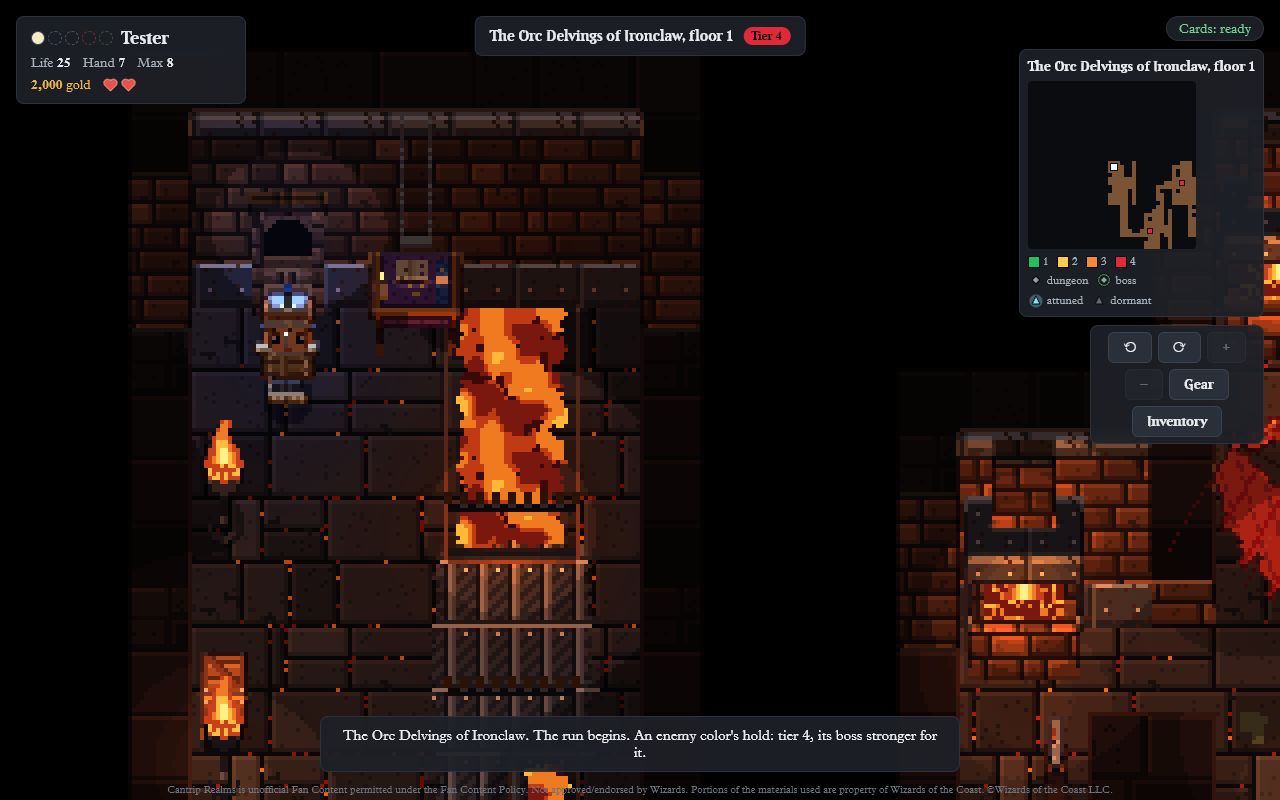 Tester
Life 25 Hand 7 Max 8
2,000 gold
The Orc Delvings of Ironclaw, floor 1 Tier 4
Cards: ready
The Orc Delvings of Ironclaw, floor 1
1 2 3 4
dungeon boss
attuned dormant
+
− Gear
Inventory
The Orc Delvings of Ironclaw. The run begins. An enemy color's hold: tier 4, its boss stronger for
it.
Cantrip Realms is unofficial Fan Content permitted under the Fan Content Policy. Not approved/endorsed by Wizards. Portions of the materials used are property of Wizards of the Coast. ©Wizards of the Coast LLC.